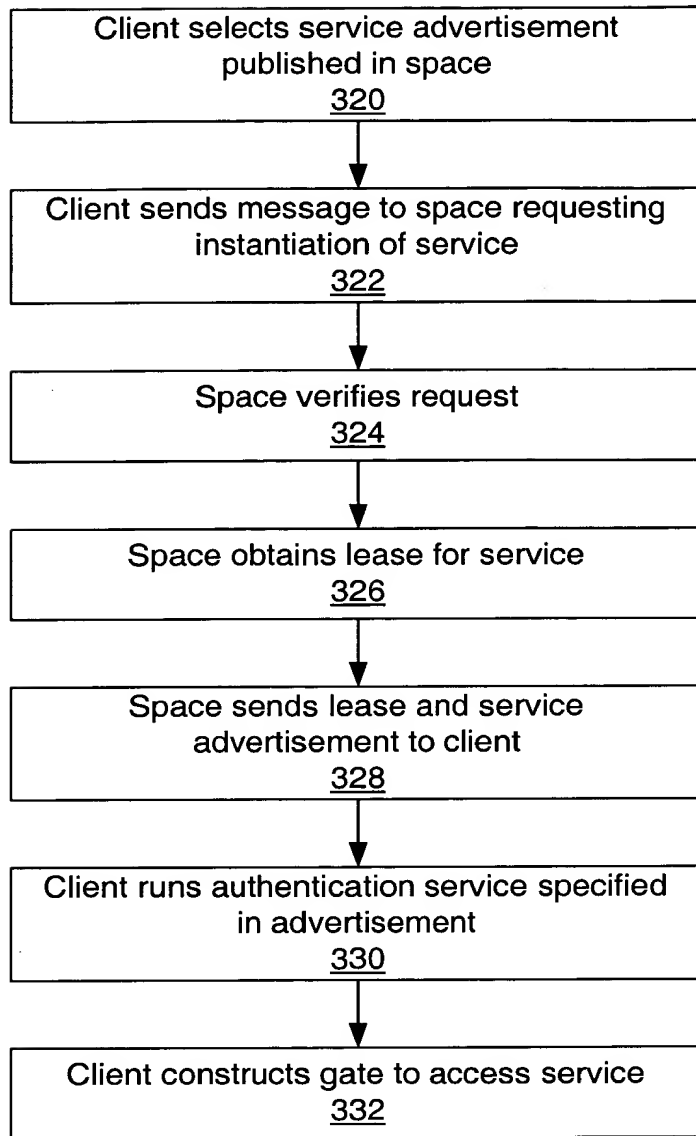 Client selects service advertisement
published in space
320
Client sends message to space requesting
instantiation of service
322
Space verifies request
324
Space obtains lease for service
326
Space sends lease and service
advertisement to client
328
Client runs authentication service specified
in advertisement
330
Client constructs gate to access service
332